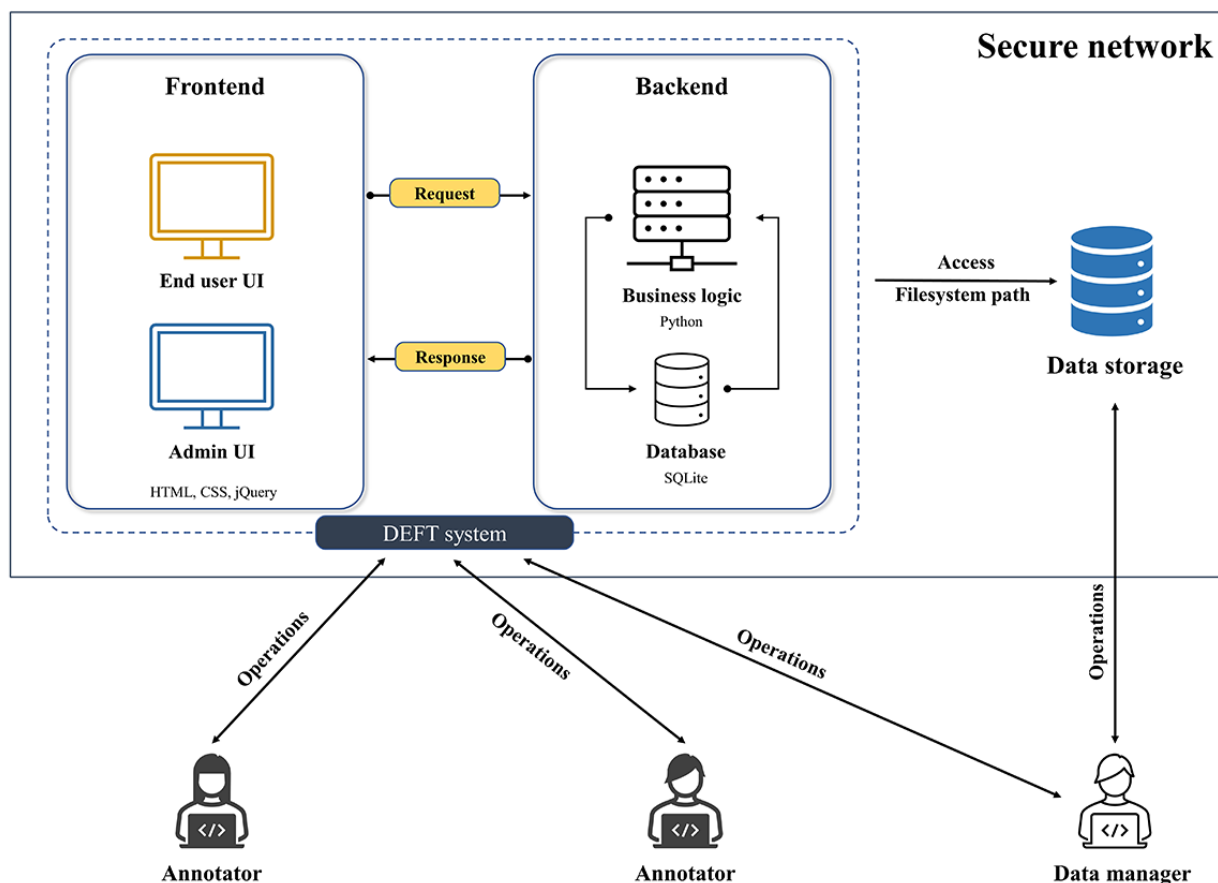 Secure network
Frontend
Backend
Request
End user UI
Business logic
Python
Access
Filesystem path
Response
Data storage
Admin UI
Database
SQLite
HTML, CSS, jQuery
DEFT system
Operations
Operations
Operations
Operations
</>
</>
</>
Annotator
Annotator
Data manager